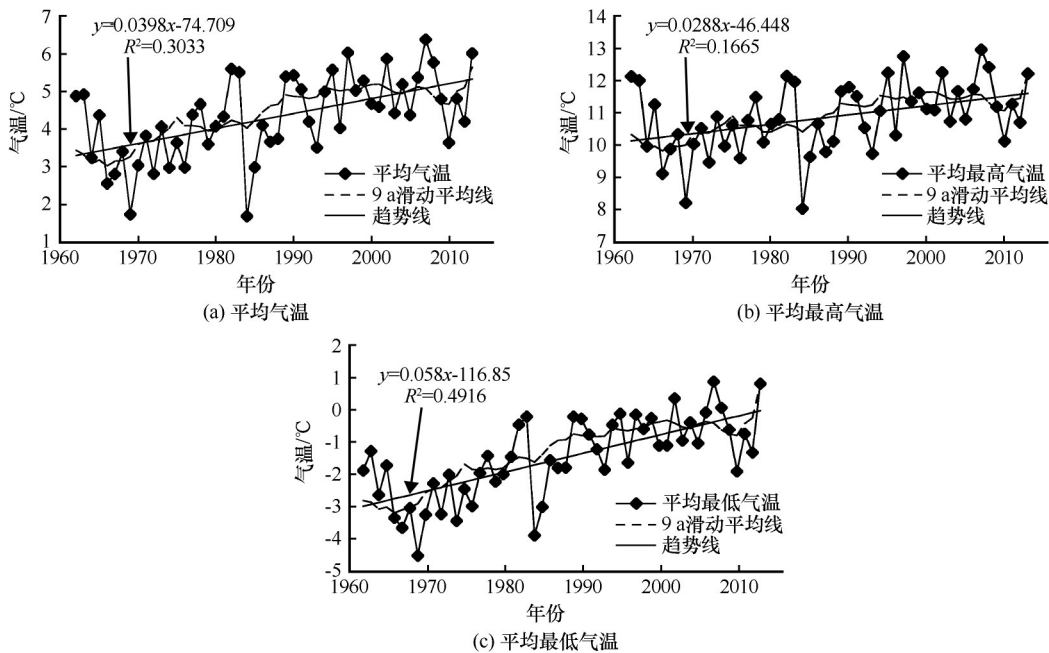 y=0.0398x-74.709
R²=0.3033
气温/℃
7
6
5
4
3
2
1
平均气温
9 a滑动平均线
趋势线
1960 1970 1980 1990 2000 2010
年份
(a) 平均气温
y=0.0288x-46.448
R²=0.1665
气温/℃
14
13
12
11
10
9
8
7
平均最高气温
9 a滑动平均线
趋势线
1960 1970 1980 1990 2000 2010
年份
(b) 平均最高气温
y=0.058x-116.85
R²=0.4916
气温/℃
2
1
0
-1
-2
-3
-4
-5
平均最低气温
9 a滑动平均线
趋势线
1960 1970 1980 1990 2000 2010
年份
(c) 平均最低气温